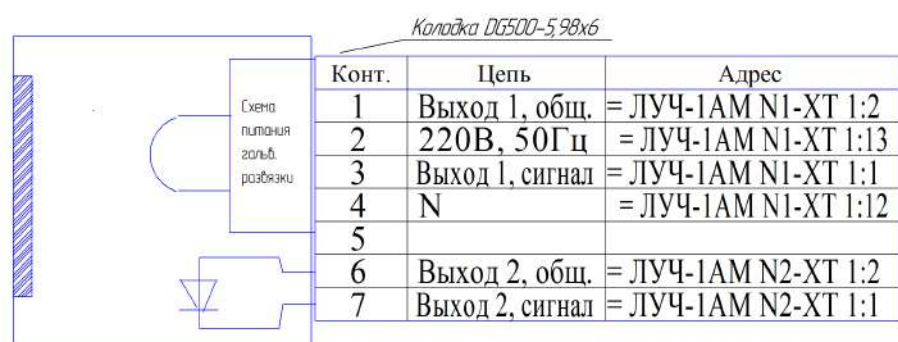 Колодка DG500-5,98x6
Конт. Цепь Адрес
Схема
питания
гальв.
развязки
1 Выход 1, общ. = ЛУЧ-1АМ N1-XT 1:2
2 220В, 50Гц = ЛУЧ-1АМ N1-XT 1:13
3 Выход 1, сигнал = ЛУЧ-1АМ N1-XT 1:1
4 N = ЛУЧ-1АМ N1-XT 1:12
5
6 Выход 2, общ. = ЛУЧ-1АМ N2-XT 1:2
7 Выход 2, сигнал = ЛУЧ-1АМ N2-XT 1:1